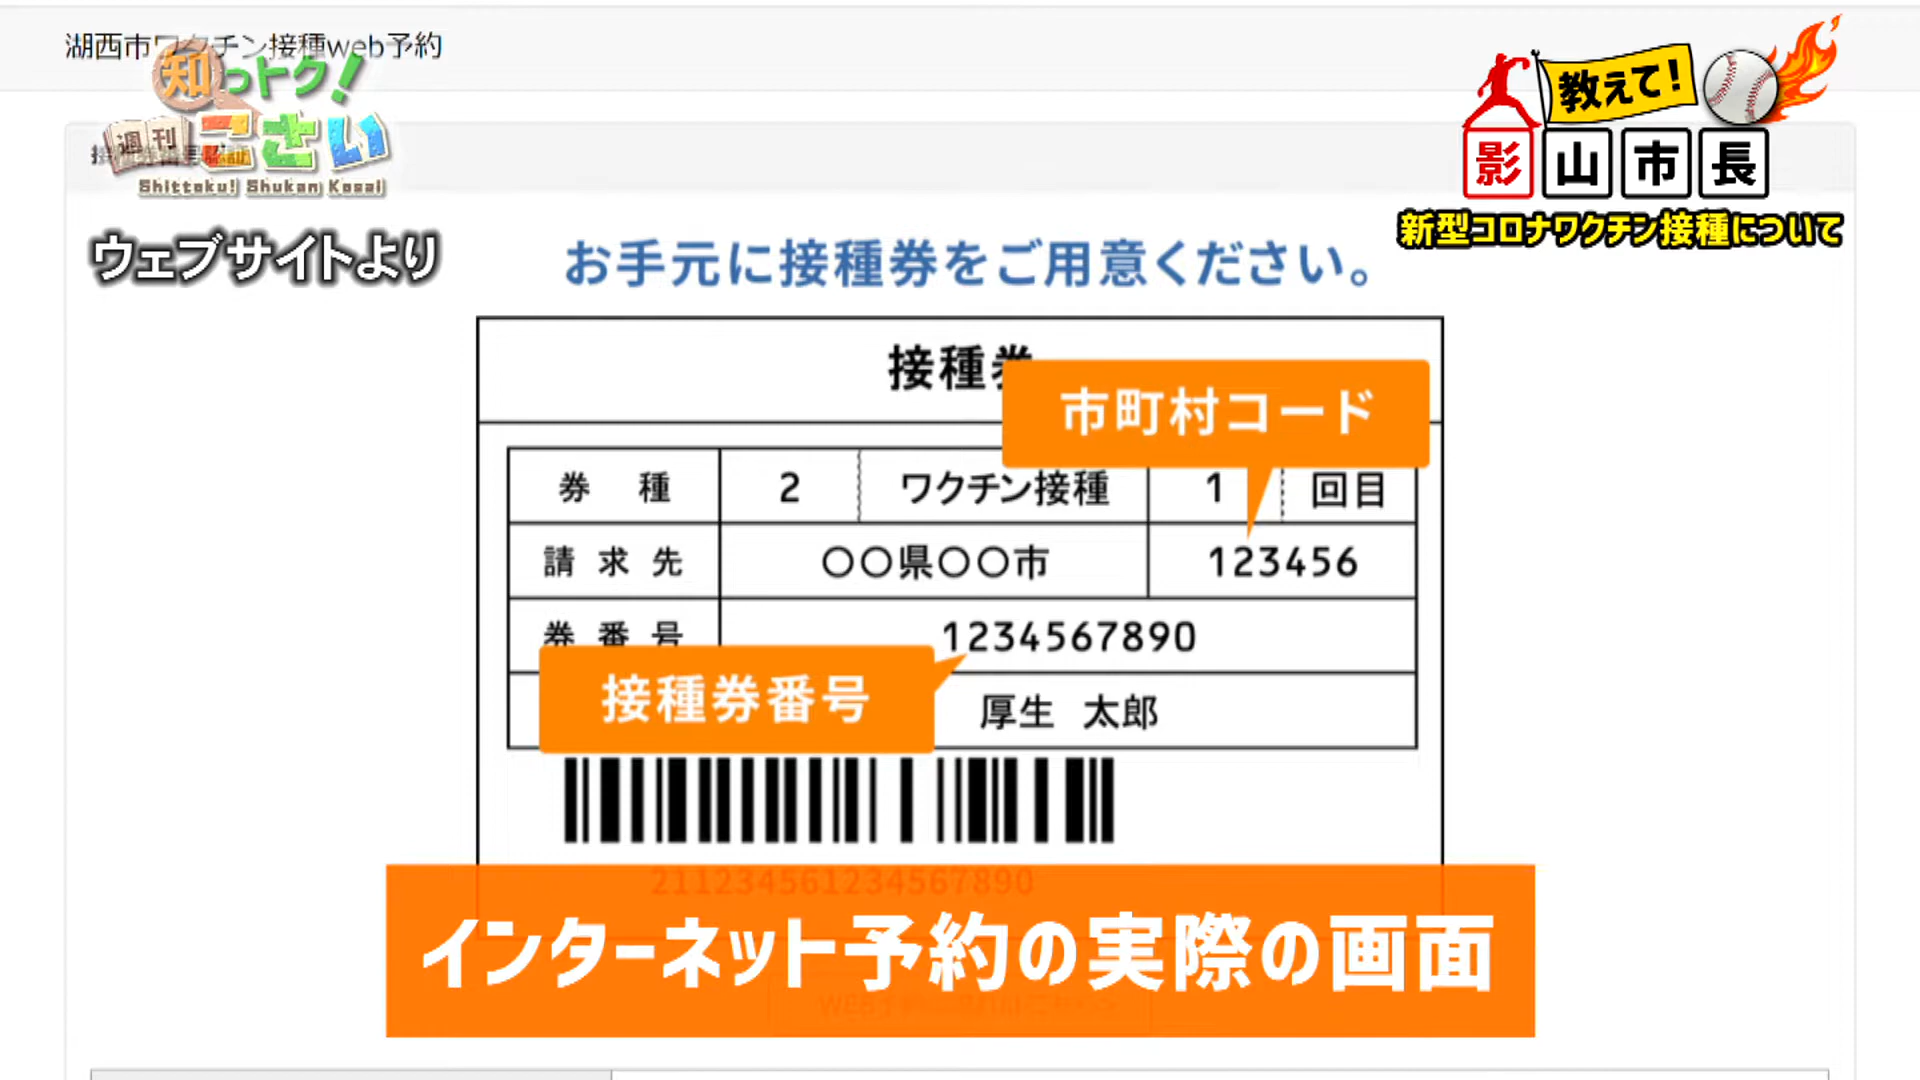 湖西市ワクチン接種web予約
知っトク!
週刊こさい
Shittoku! Shukan Kosai
教えて!
影山市長
新型コロナワクチン接種について
ウェブサイトより
お手元に接種券をご用意ください。
接種券
市町村コード
券 種 2 ワクチン接種 1 回目
請 求 先 〇〇県〇〇市 123456
券 番 号 1234567890
接種券番号
厚生 太郎
211234561234567890
インターネット予約の実際の画面